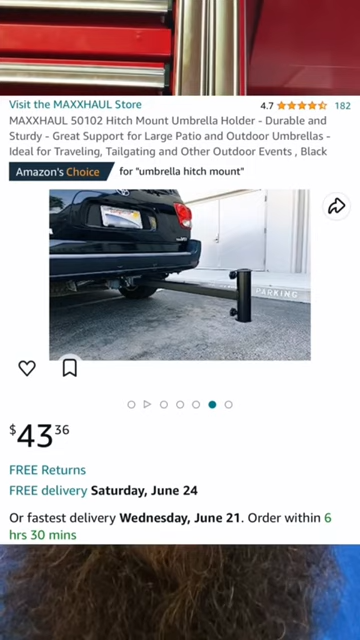 Visit the MAXXHAUL Store 4.7 182
MAXXHAUL 50102 Hitch Mount Umbrella Holder - Durable and
Sturdy - Great Support for Large Patio and Outdoor Umbrellas -
Ideal for Traveling, Tailgating and Other Outdoor Events , Black
Amazon's Choice for "umbrella hitch mount"
PARKING
$43 36
FREE Returns
FREE delivery Saturday, June 24
Or fastest delivery Wednesday, June 21. Order within 6
hrs 30 mins